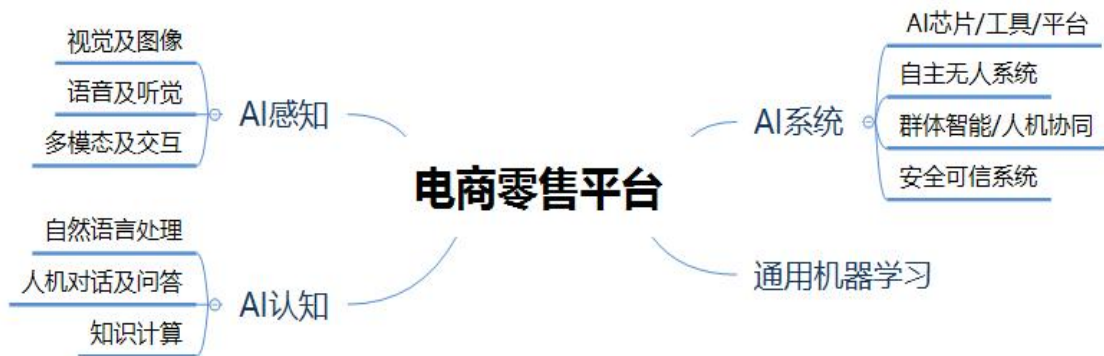 视觉及图像
语音及听觉
多模态及交互
AI感知
自然语言处理
人机对话及问答
知识计算
AI认知
电商零售平台
AI系统
AI芯片/工具/平台
自主无人系统
群体智能/人机协同
安全可信系统
通用机器学习